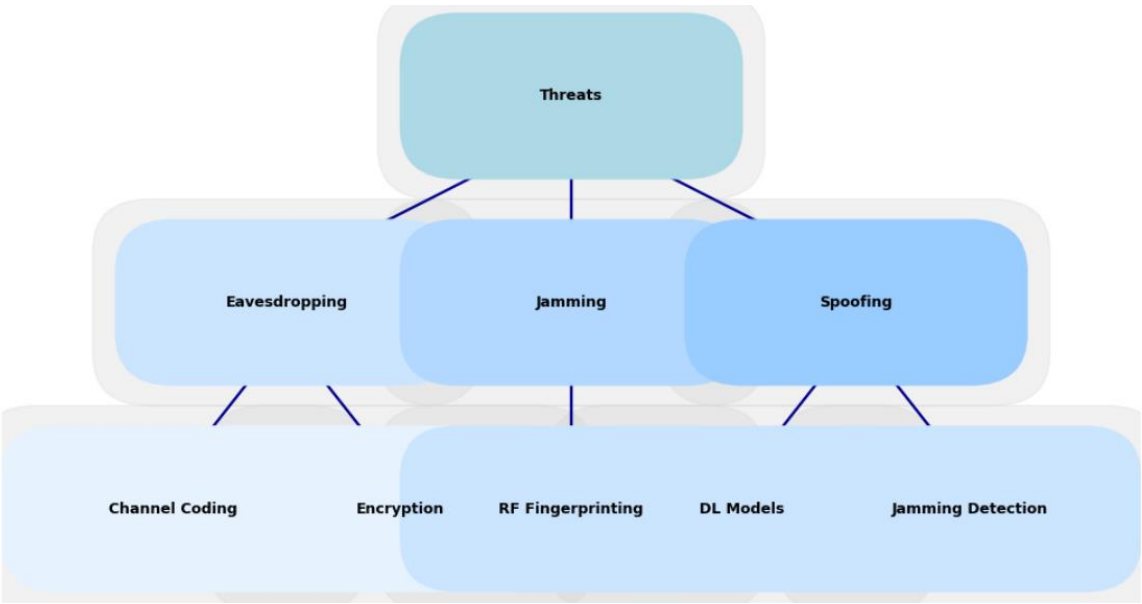 Threats
Eavesdropping
Jamming
Spoofing
Channel Coding
Encryption
RF Fingerprinting
DL Models
Jamming Detection